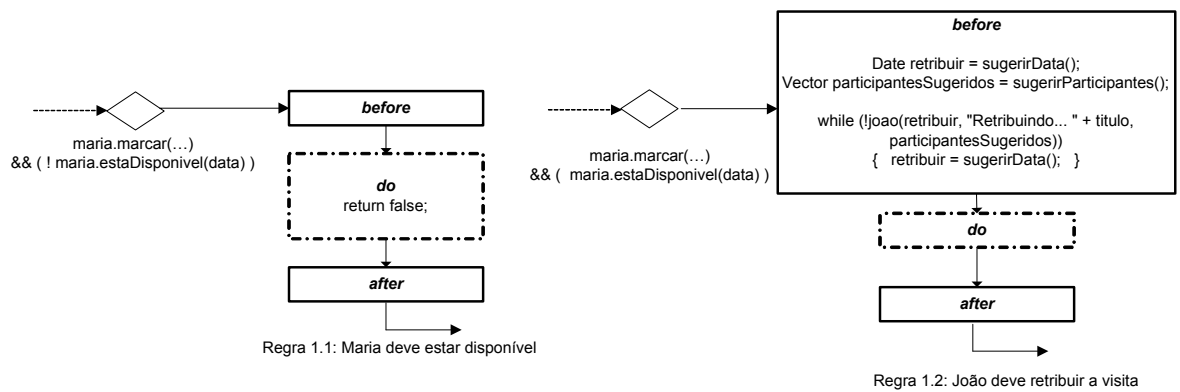 maria.marcar(…)
&& ( ! maria.estaDisponivel(data) )
before
do
return false;
after
Regra 1.1: Maria deve estar disponível
maria.marcar(…)
&& (  maria.estaDisponivel(data) )
before
Date retribuir = sugerirData();
Vector participantesSugeridos = sugerirParticipantes();
while (!joao(retribuir, "Retribuindo... " + titulo,
participantesSugeridos))
{   retribuir = sugerirData();   }
do
after
Regra 1.2: João deve retribuir a visita